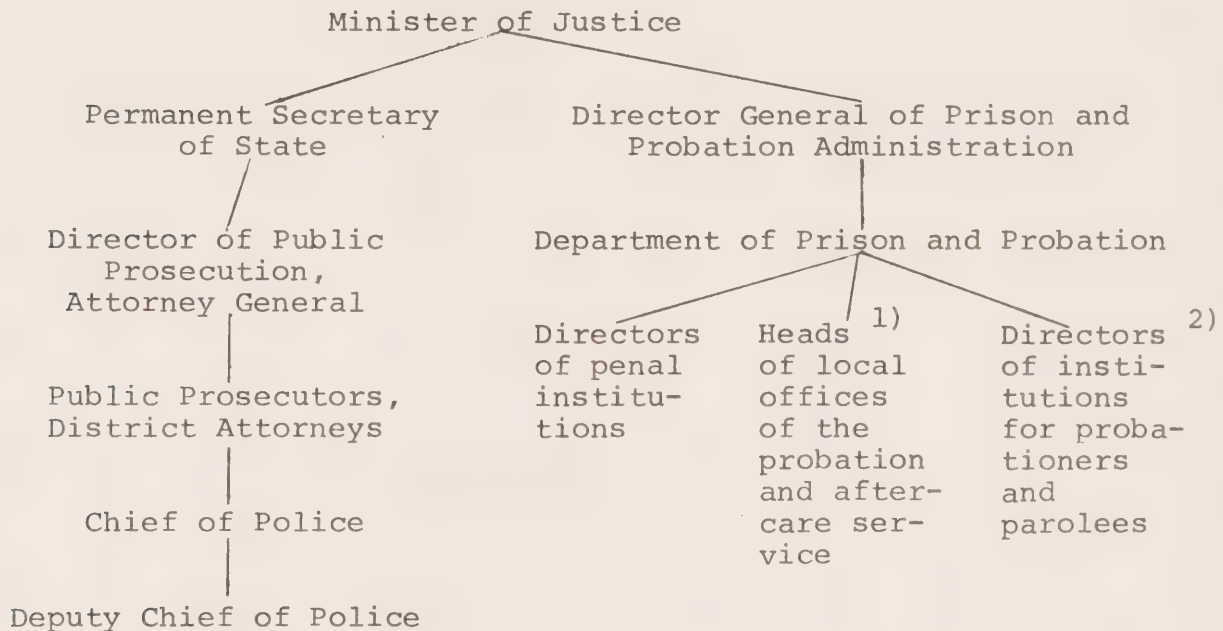 Minister of Justice
Permanent Secretary
of State
Director General of Prison and
Probation Administration
Director of Public
Prosecution,
Attorney General
Department of Prison and Probation
Public Prosecutors,
District Attorneys
Chief of Police
Deputy Chief of Police
Directors
of penal
institu-
tions
Heads 1)
of local
offices
of the
probation
and after-
care ser-
vice
Directors 2)
of insti-
tutions
for proba-
tioners
and
parolees